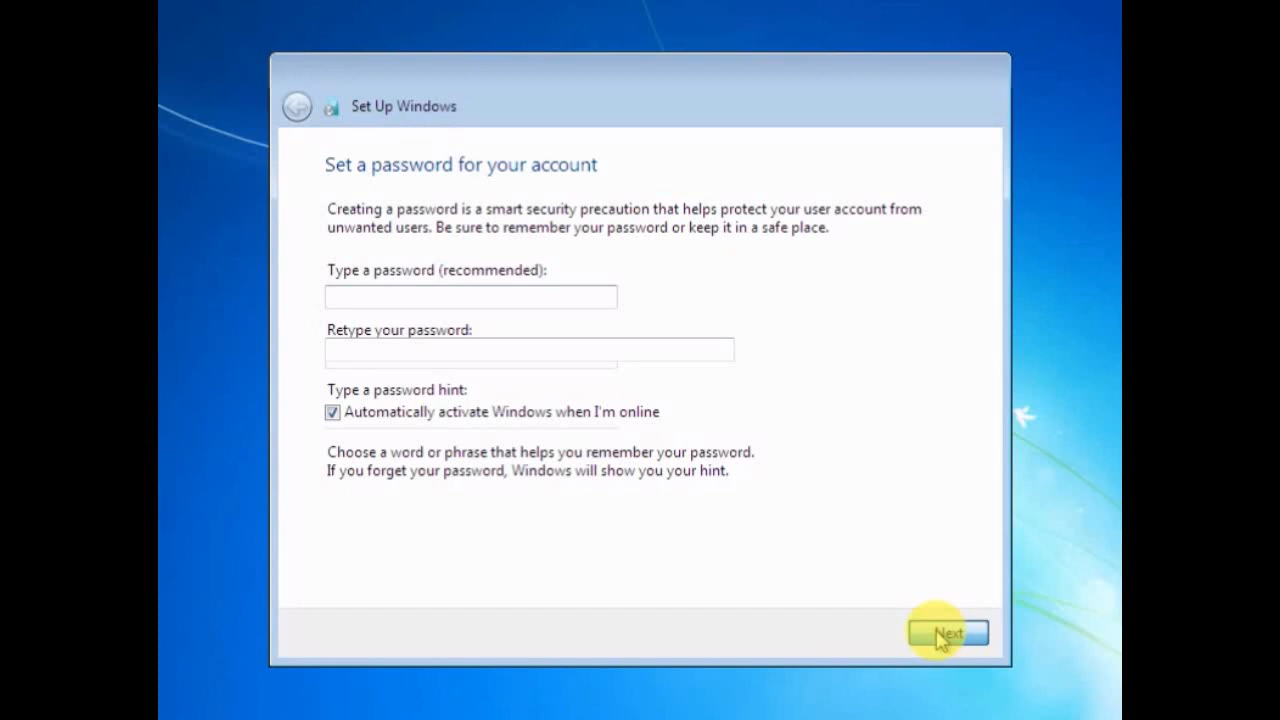 Set Up Windows
Set a password for your account
Creating a password is a smart security precaution that helps protect your user account from
unwanted users. Be sure to remember your password or keep it in a safe place.
Type a password (recommended):
Retype your password:
Type a password hint:
Automatically activate Windows when I'm online
Choose a word or phrase that helps you remember your password.
If you forget your password, Windows will show you your hint.
Next